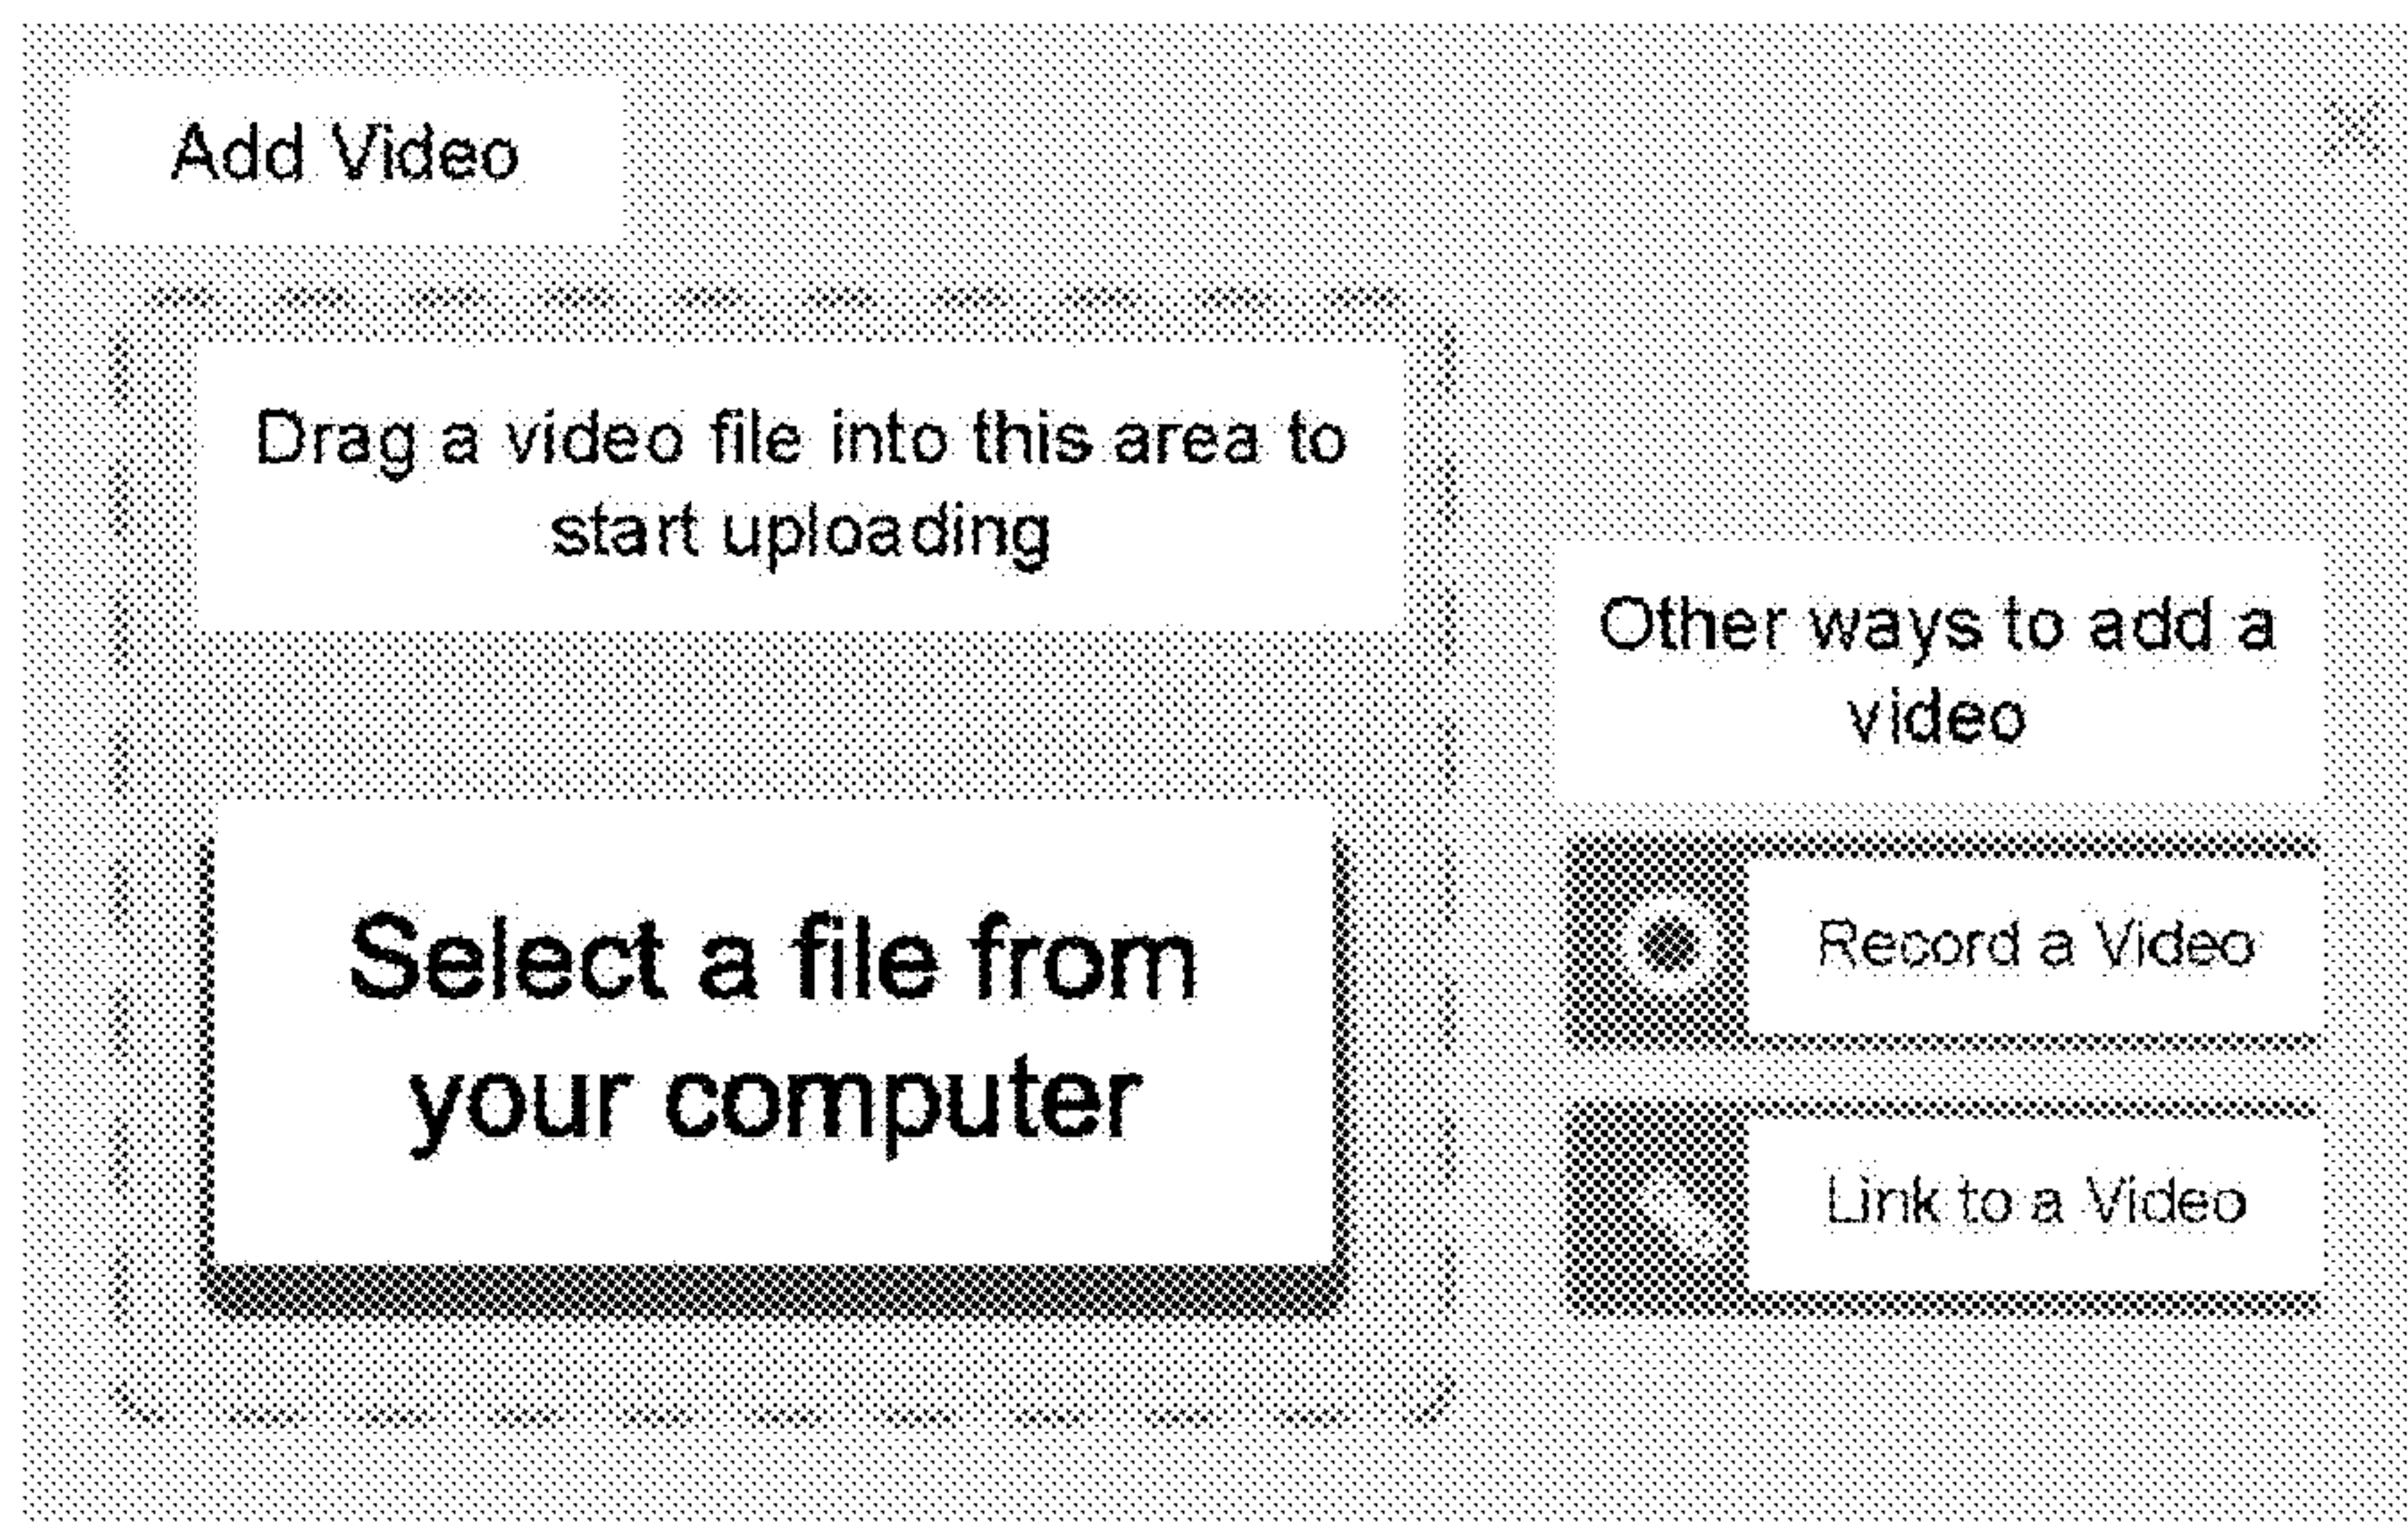 Add Video
Drag a video file into this area to
start uploading
Select a file from
your computer
Other ways to add a
video
Record a Video
Link to a Video